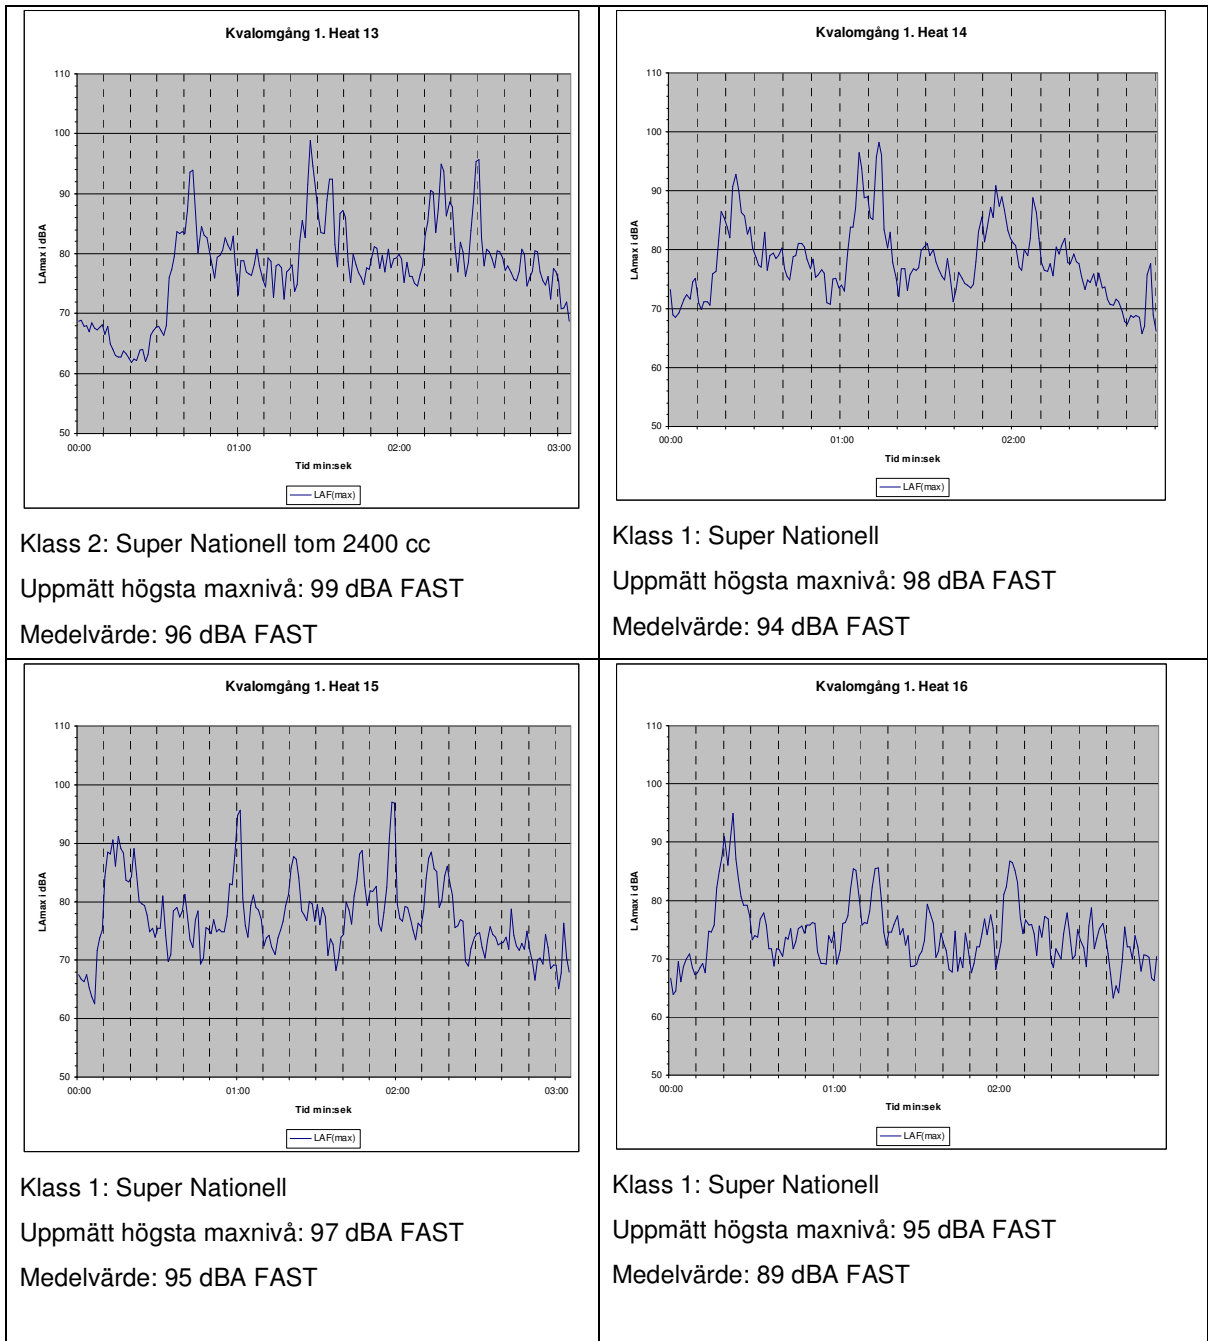 Kvalomgång 1. Heat 13
110
100
90
80
70
60
50
LAmax i dBA
00:00 01:00 02:00 03:00
Tid min:sek
LAF(max)
Klass 2: Super Nationell tom 2400 cc
Uppmätt högsta maxnivå: 99 dBA FAST
Medelvärde: 96 dBA FAST
Kvalomgång 1. Heat 14
110
100
90
80
70
60
50
LAmax i dBA
00:00 01:00 02:00
Tid min:sek
LAF(max)
Klass 1: Super Nationell
Uppmätt högsta maxnivå: 98 dBA FAST
Medelvärde: 94 dBA FAST
Kvalomgång 1. Heat 15
110
100
90
80
70
60
50
LAmax i dBA
00:00 01:00 02:00 03:00
Tid min:sek
LAF(max)
Klass 1: Super Nationell
Uppmätt högsta maxnivå: 97 dBA FAST
Medelvärde: 95 dBA FAST
Kvalomgång 1. Heat 16
110
100
90
80
70
60
50
LAmax i dBA
00:00 01:00 02:00
Tid min:sek
LAF(max)
Klass 1: Super Nationell
Uppmätt högsta maxnivå: 95 dBA FAST
Medelvärde: 89 dBA FAST